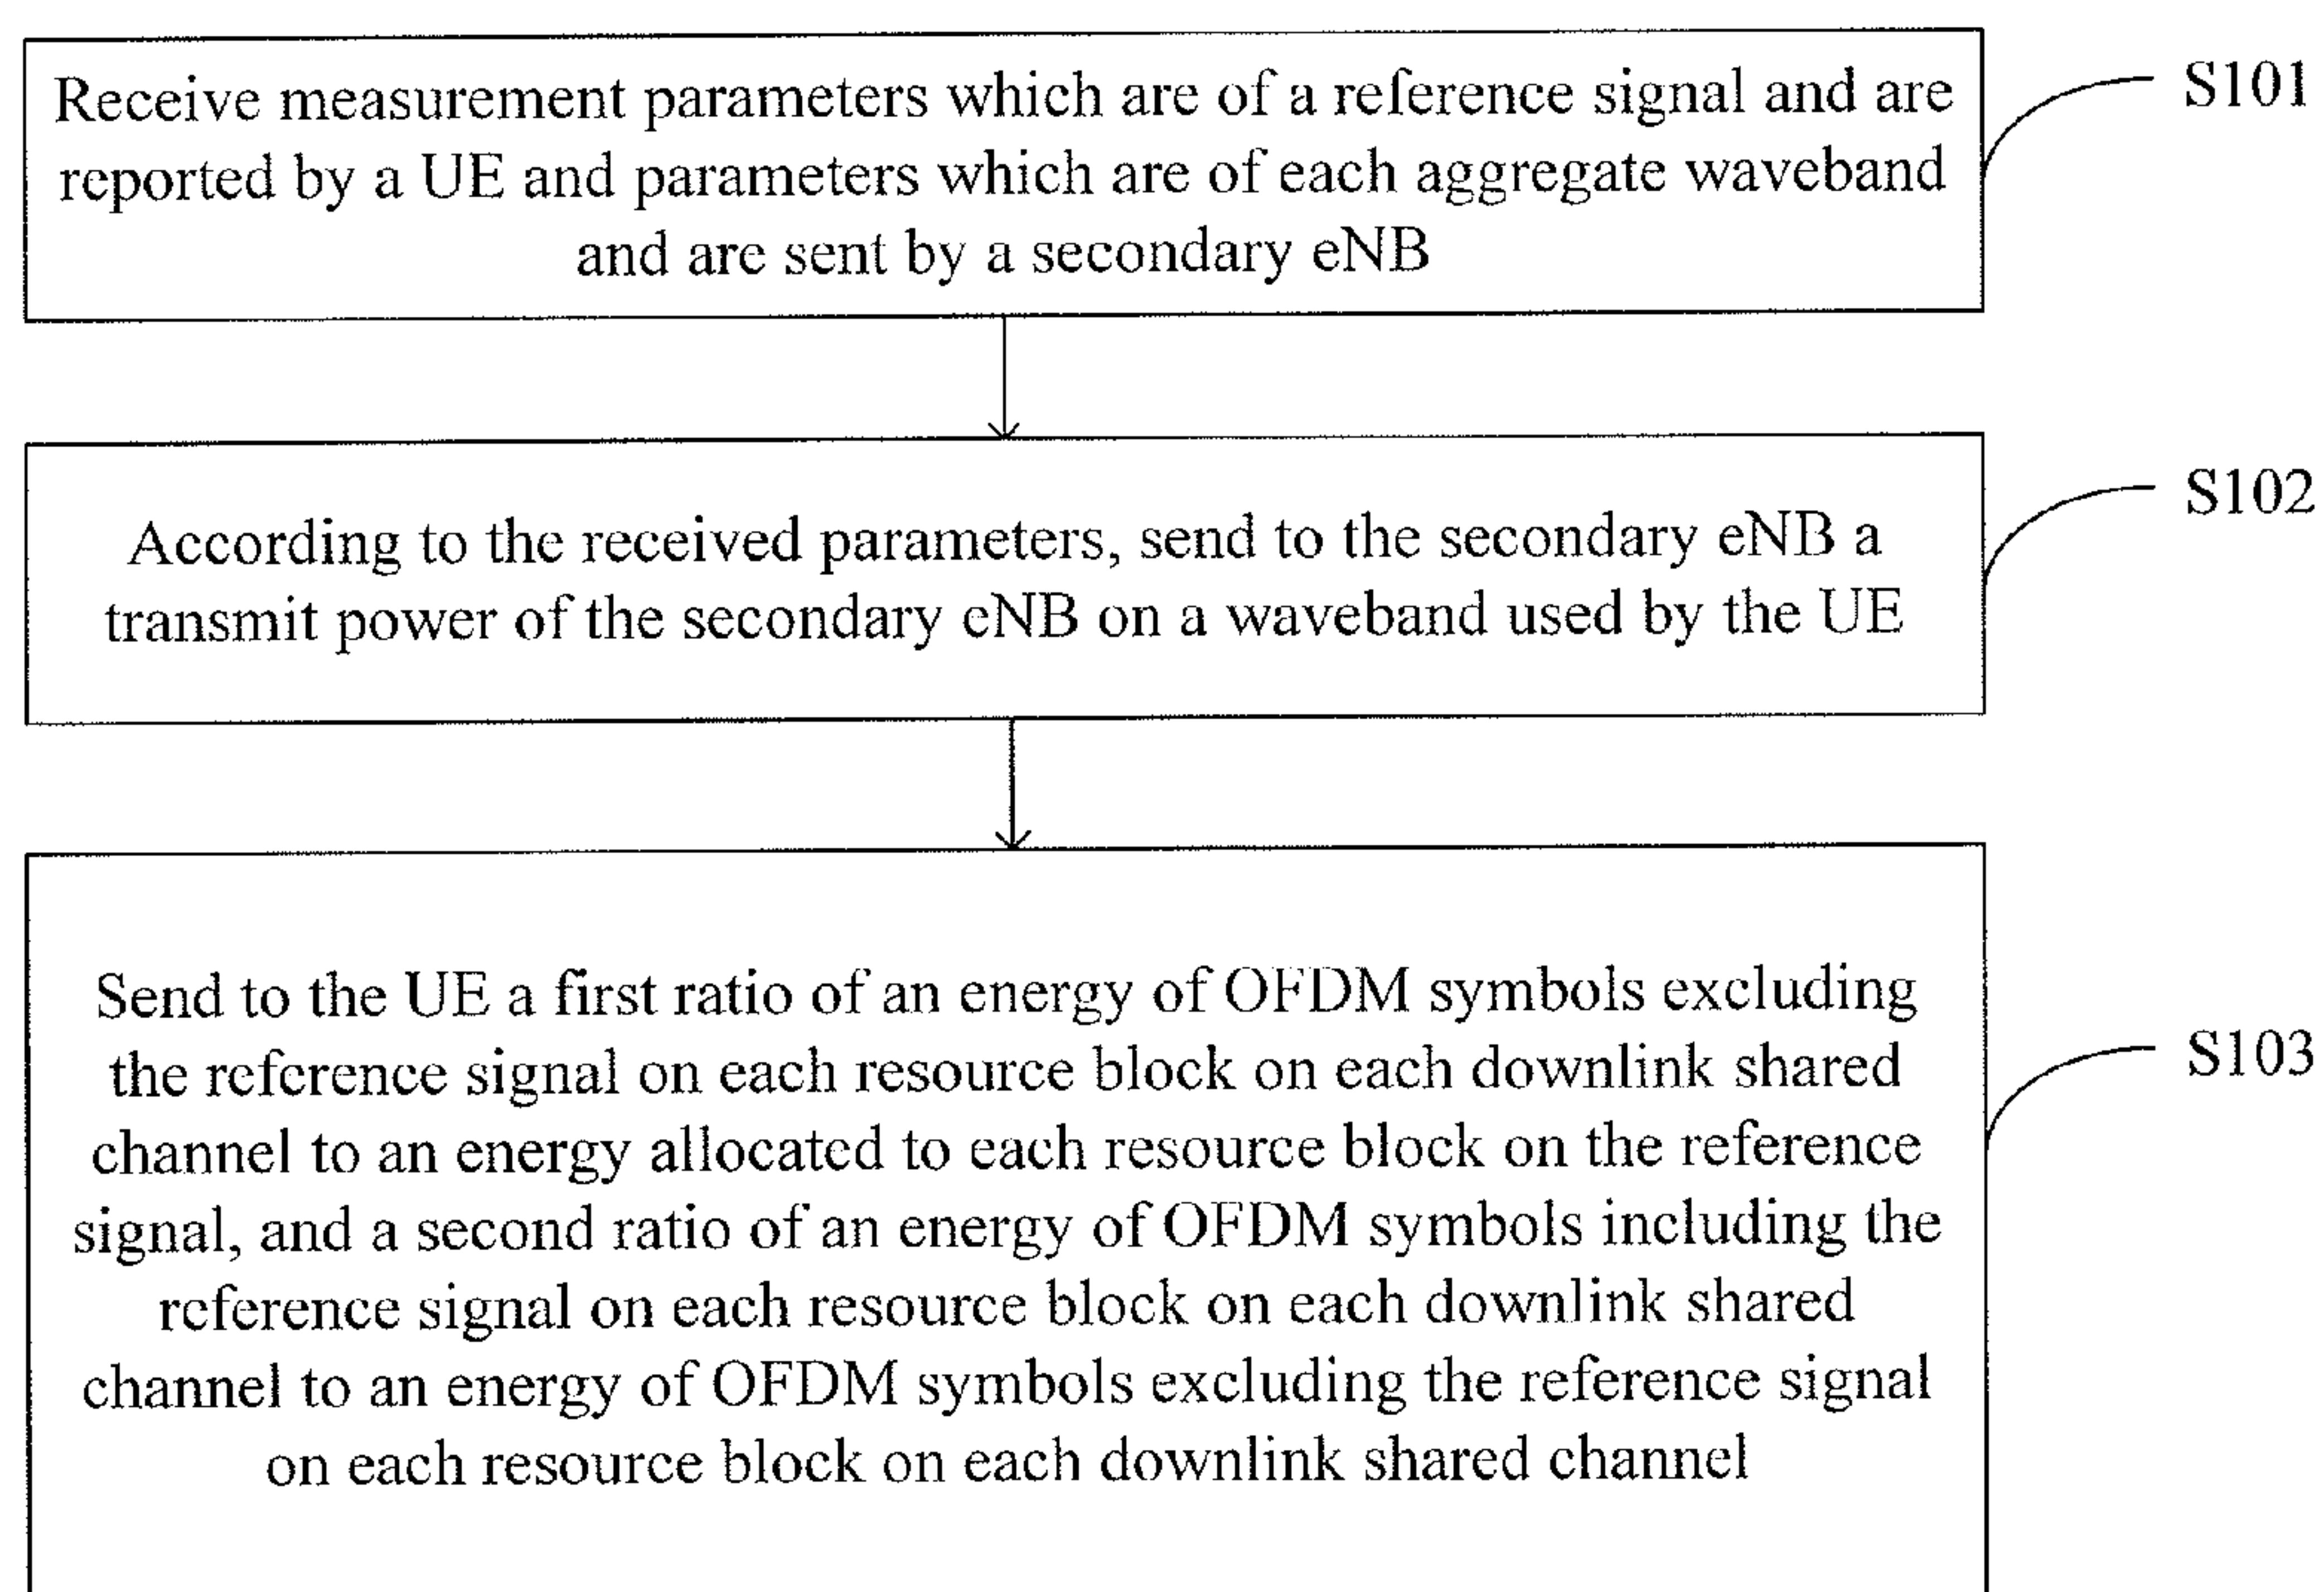 Receive measurement parameters which are of a reference signal and are
reported by a UE and parameters which are of each aggregate waveband
and are sent by a secondary eNB
S101
According to the received parameters, send to the secondary eNB a
transmit power of the secondary eNB on a waveband used by the UE
S102
Send to the UE a first ratio of an energy of OFDM symbols excluding
the reference signal on each resource block on each downlink shared
channel to an energy allocated to each resource block on the reference
signal, and a second ratio of an energy of OFDM symbols including the
reference signal on each resource block on each downlink shared
channel to an energy of OFDM symbols excluding the reference signal
on each resource block on each downlink shared channel
S103